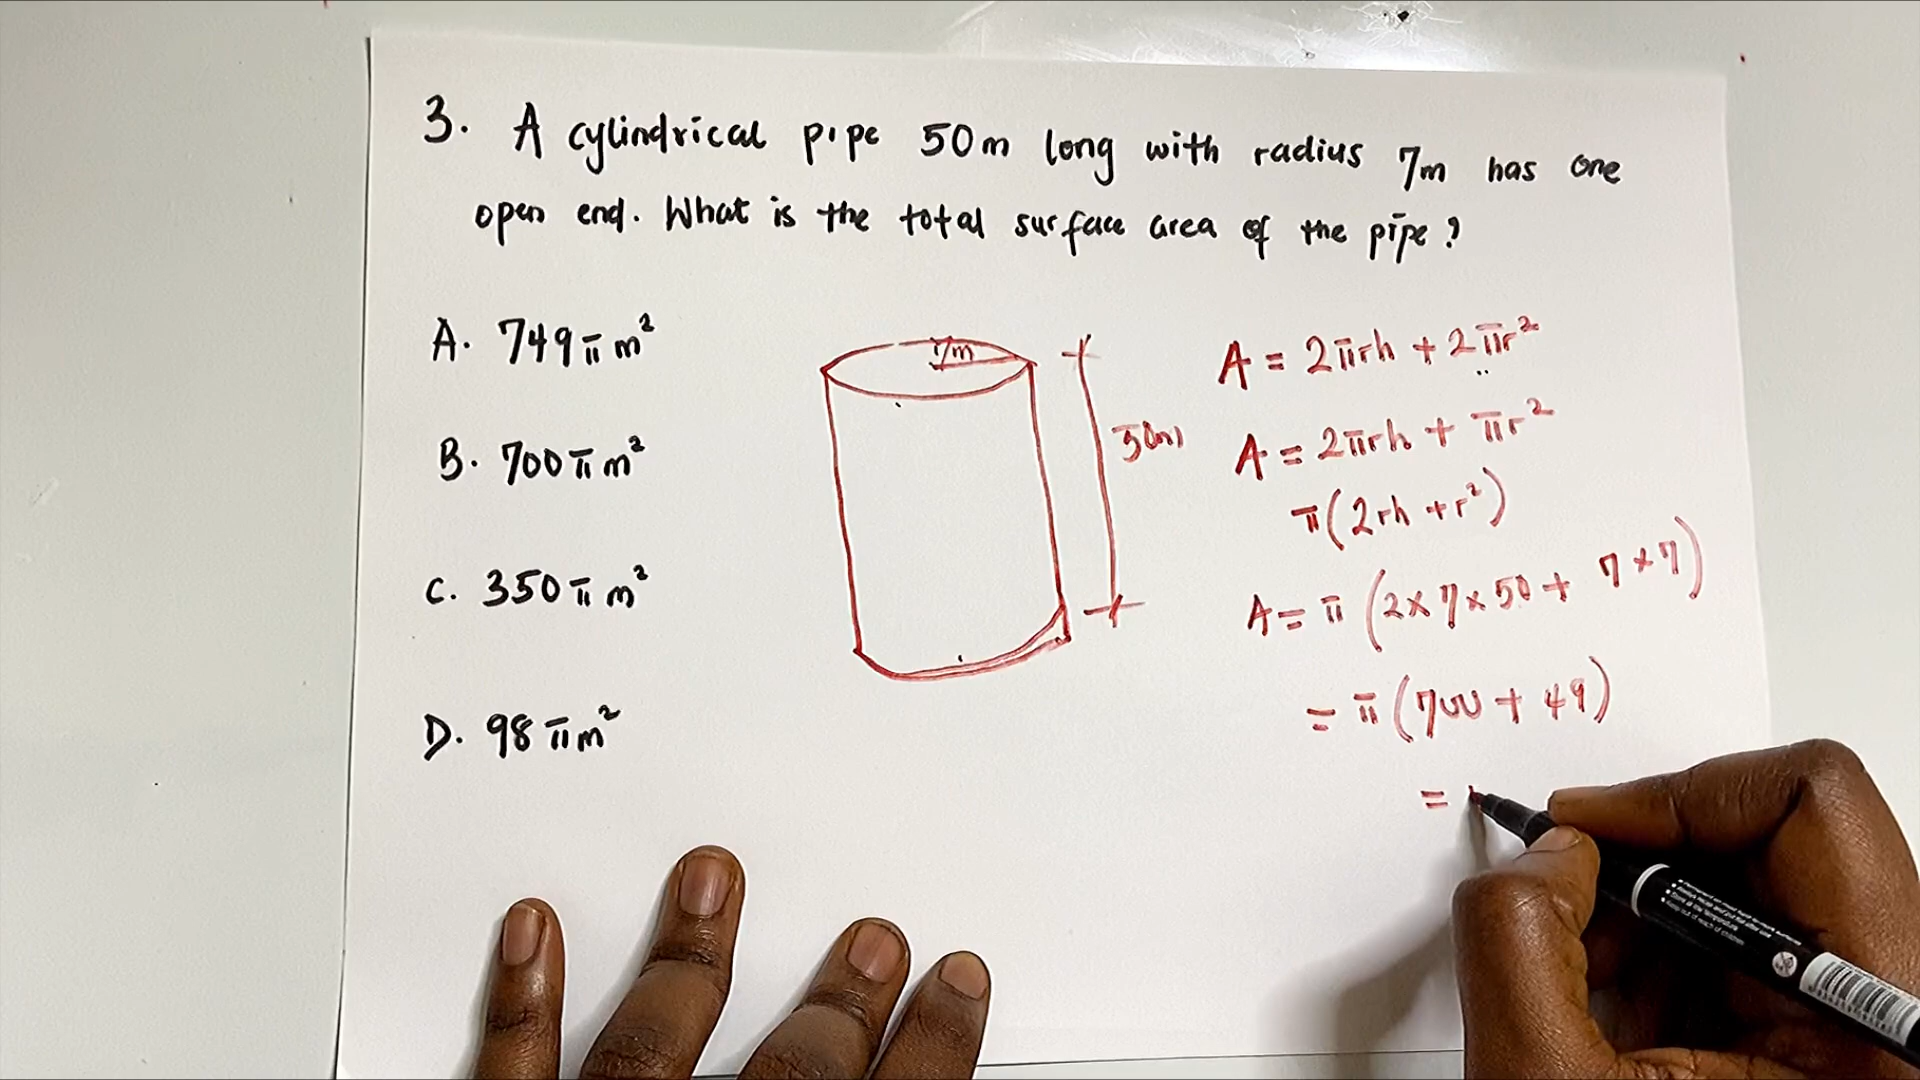 3. A cylindrical pipe 50m long with radius 7m has one
open end. What is the total surface area of the pipe?
A. 749π m²
B. 700π m²
C. 350π m²
D. 98πm²
7m
50m
A = 2πrh + 2πr²
A = 2πrh + πr²
π(2rh + r²)
A = π (2×7×50 + 7×7)
= π (700 + 49)
=